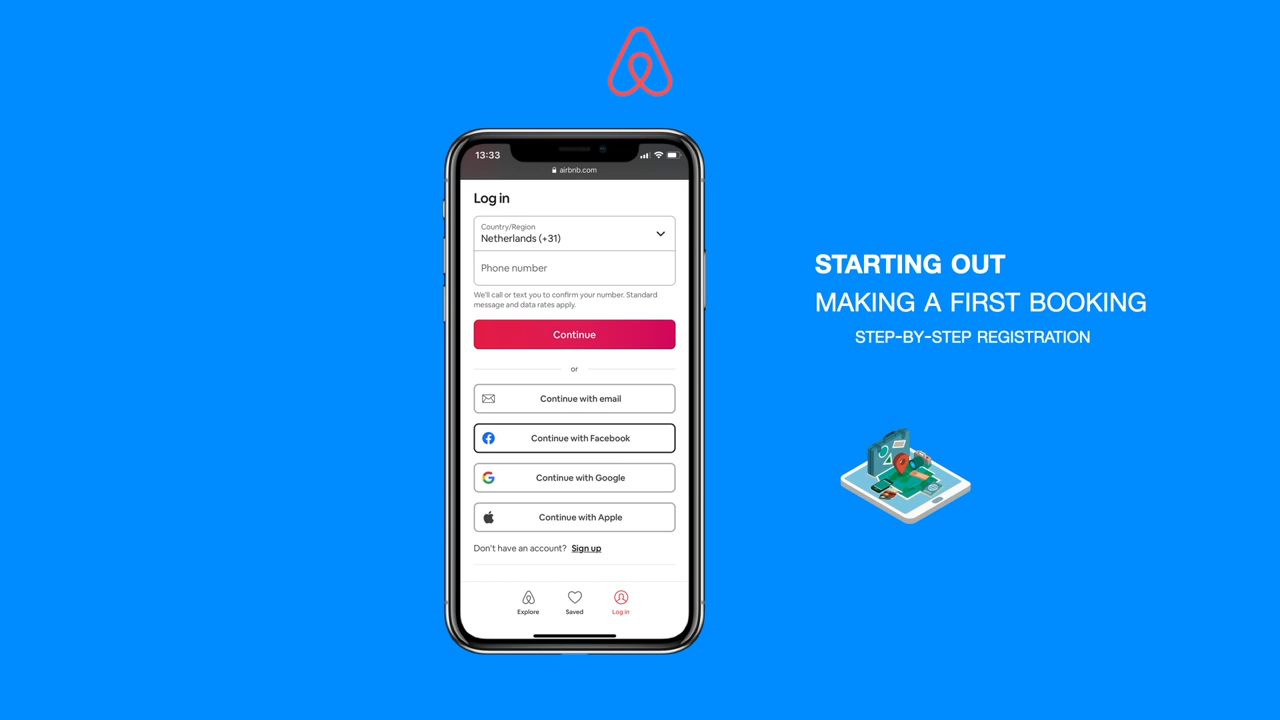 13:33
airbnb.com
Log in
Country/Region
Netherlands (+31)
Phone number
We'll call or text you to confirm your number. Standard
message and data rates apply.
Continue
or
Continue with email
Continue with Facebook
Continue with Google
Continue with Apple
Don't have an account? Sign up
Explore Saved Log in
STARTING OUT
MAKING A FIRST BOOKING
STEP-BY-STEP REGISTRATION